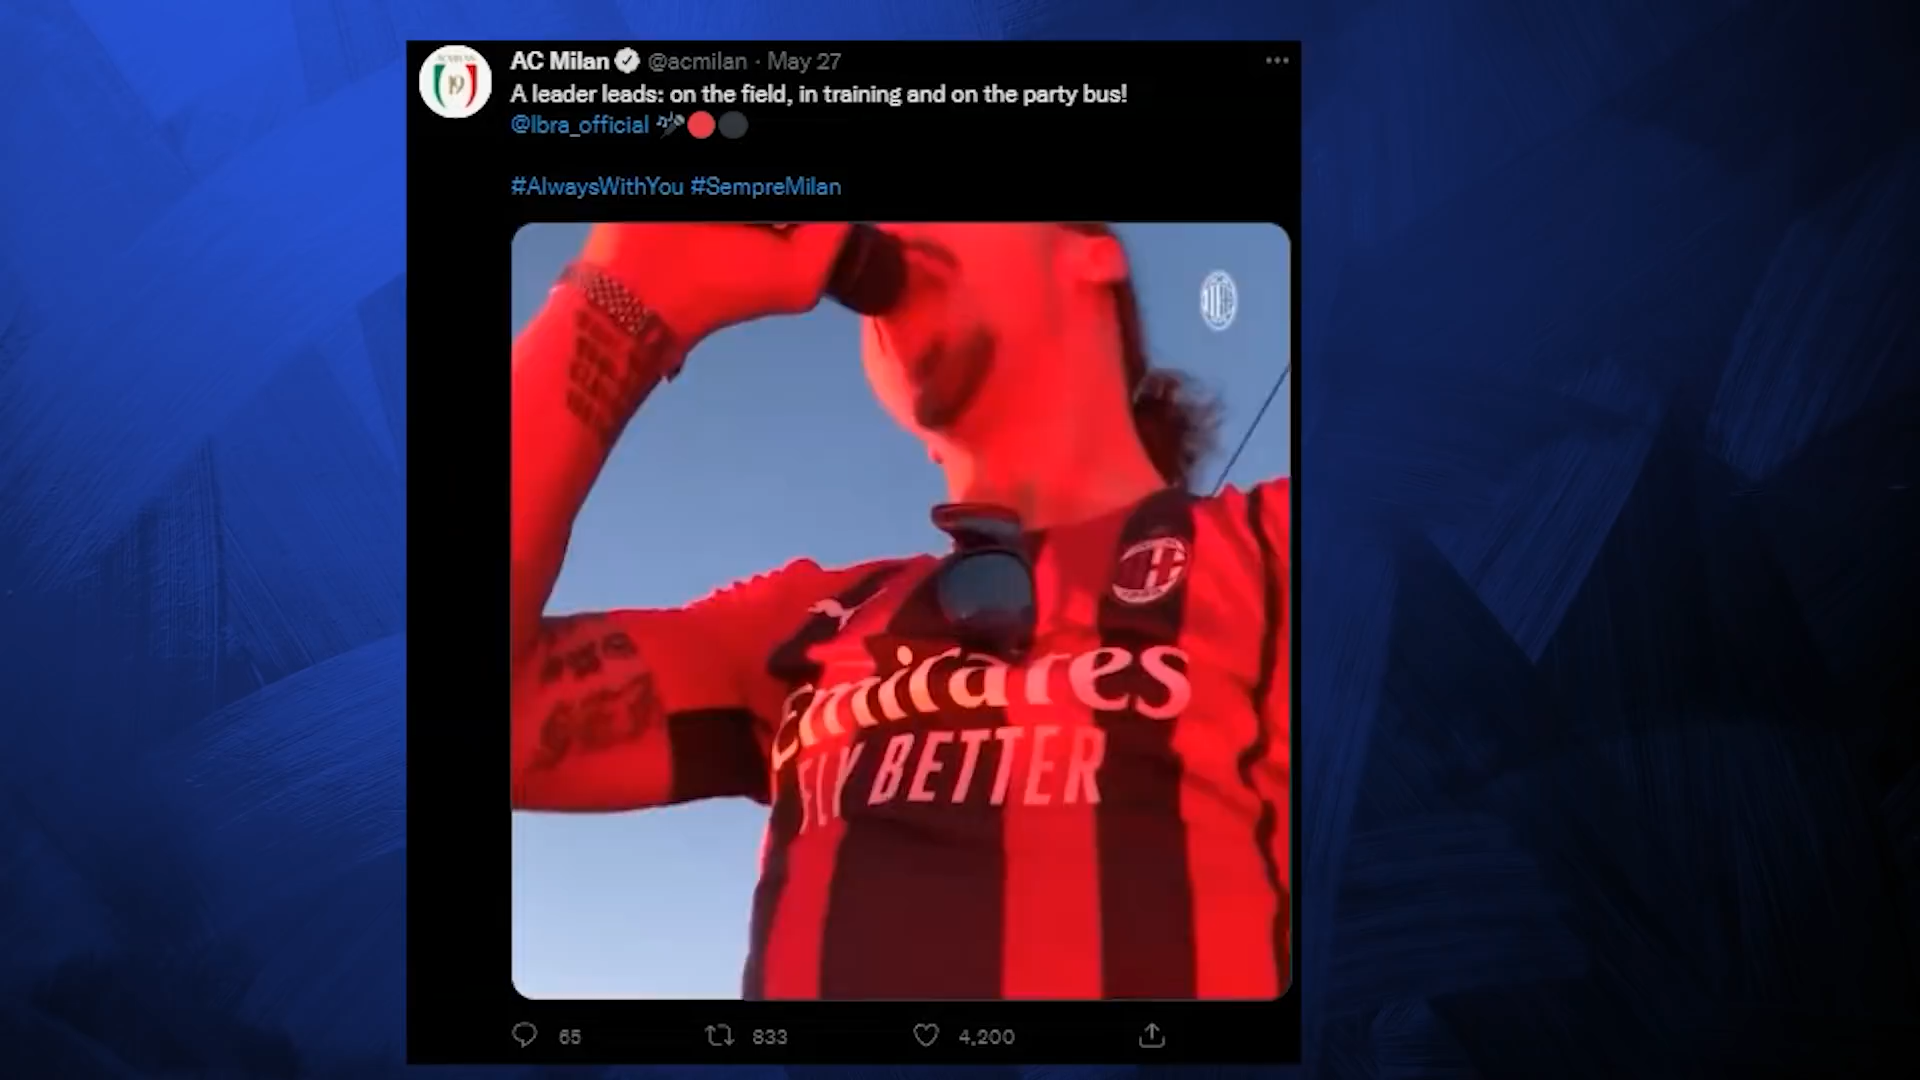 AC Milan @acmilan · May 27
A leader leads: on the field, in training and on the party bus!
@Ibra_official
#AlwaysWithYou #SempreMilan
19
Emirates
FLY BETTER
65 833 4,200